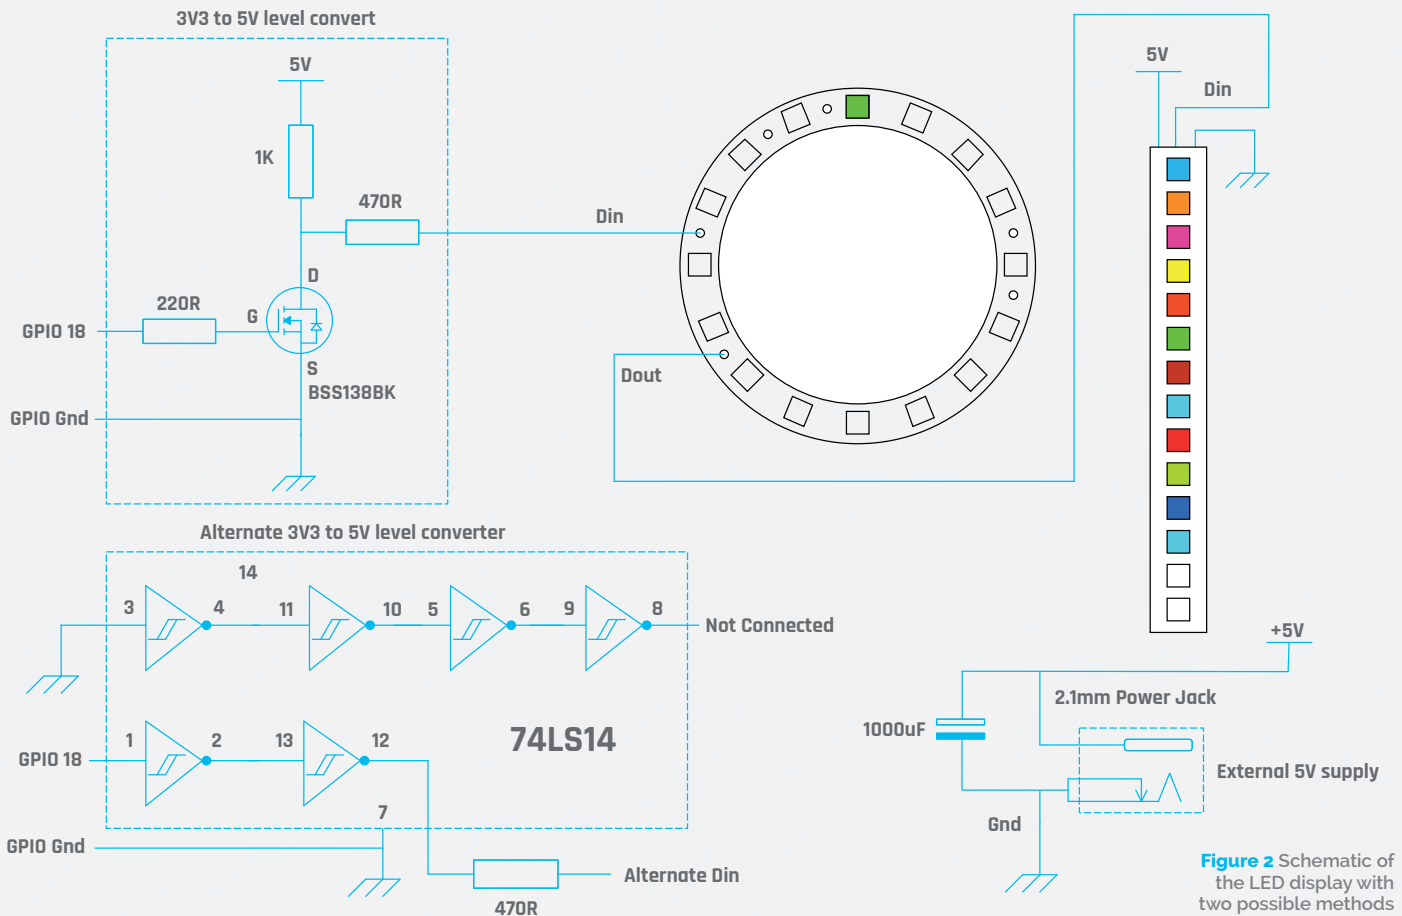 3V3 to 5V level convert
5V
1K
470R
D
220R
G
GPIO 18
S
BSS138BK
GPIO Gnd
Din
Dout
5V
Din
Alternate 3V3 to 5V level converter
14
3
4
11
10
5
6
9
8
Not Connected
1
2
13
12
74LS14
GPIO 18
7
GPIO Gnd
Alternate Din
470R
+5V
2.1mm Power Jack
1000uF
External 5V supply
Gnd
Figure 2 Schematic of
the LED display with
two possible methods